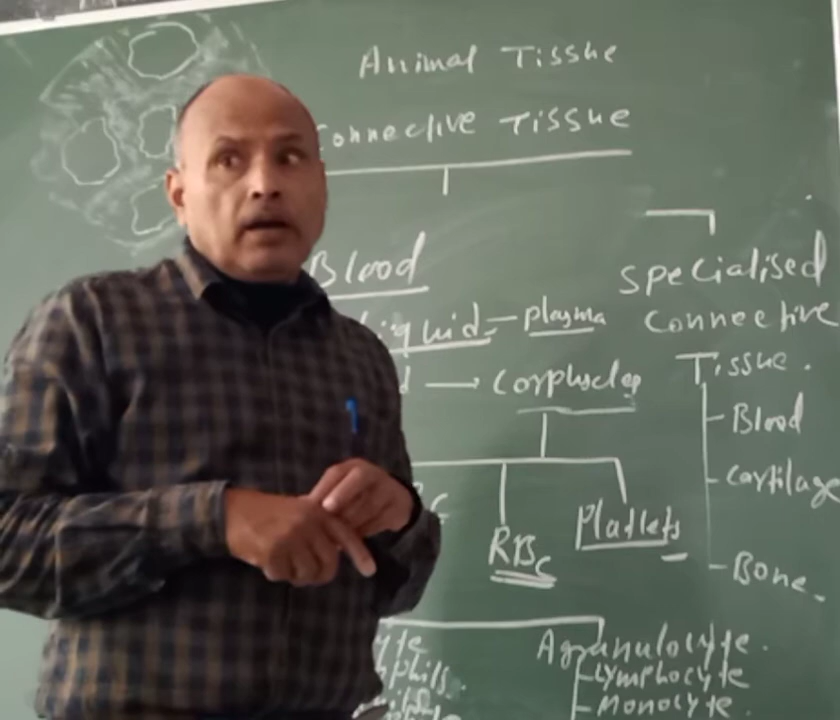 Animal Tissue
Connective Tissue
Blood
Specialised
Connective
Tissue.
liquid - plasma
d → Corpuscles
RBC
Platlets
- Blood
- Cartilage
- Bone.
Agranulocyte.
- Lymphocyte
- Monocyte.